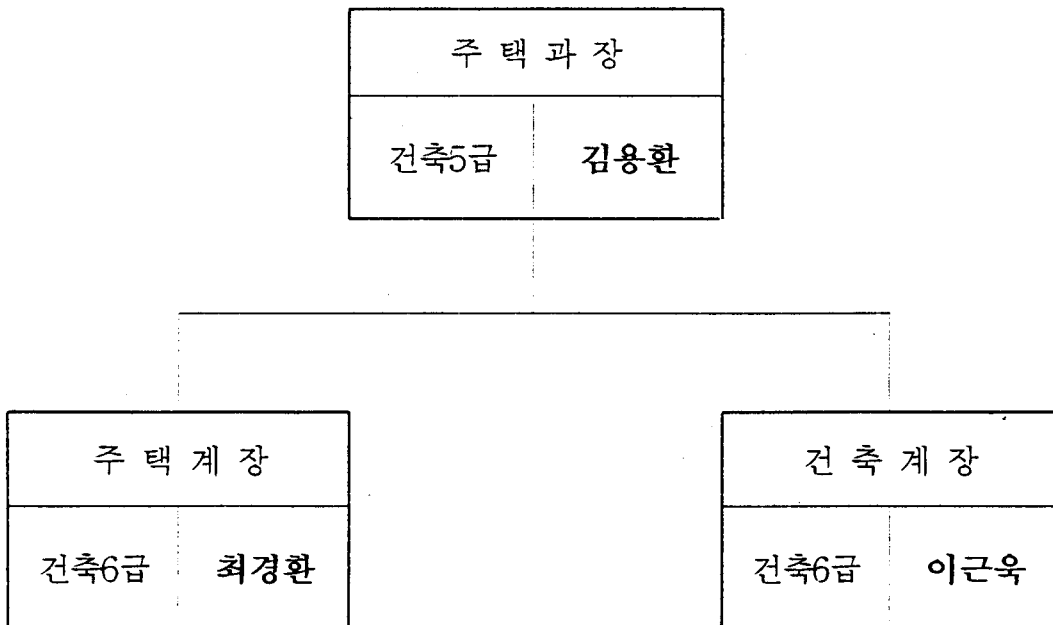 주 택 과 장
건축5급 김용환
주 택 계 장 건 축 계 장
건축6급 최경환 건축6급 이근욱